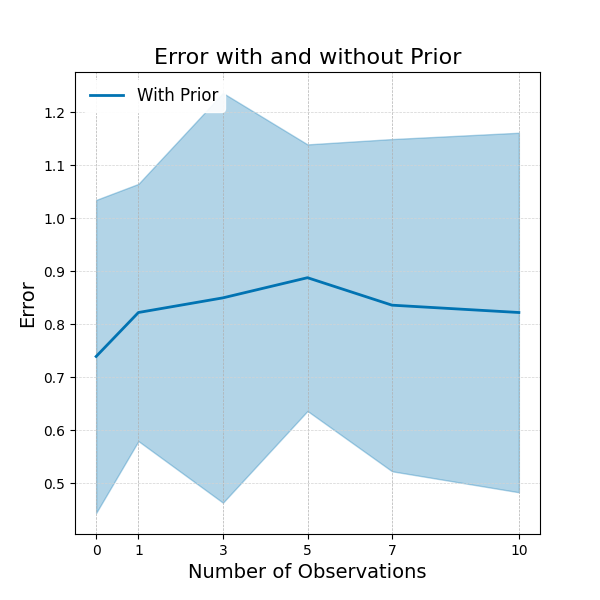 Error with and without Prior
With Prior
Error
1.2
1.1
1.0
0.9
0.8
0.7
0.6
0.5
0 1 3 5 7 10
Number of Observations